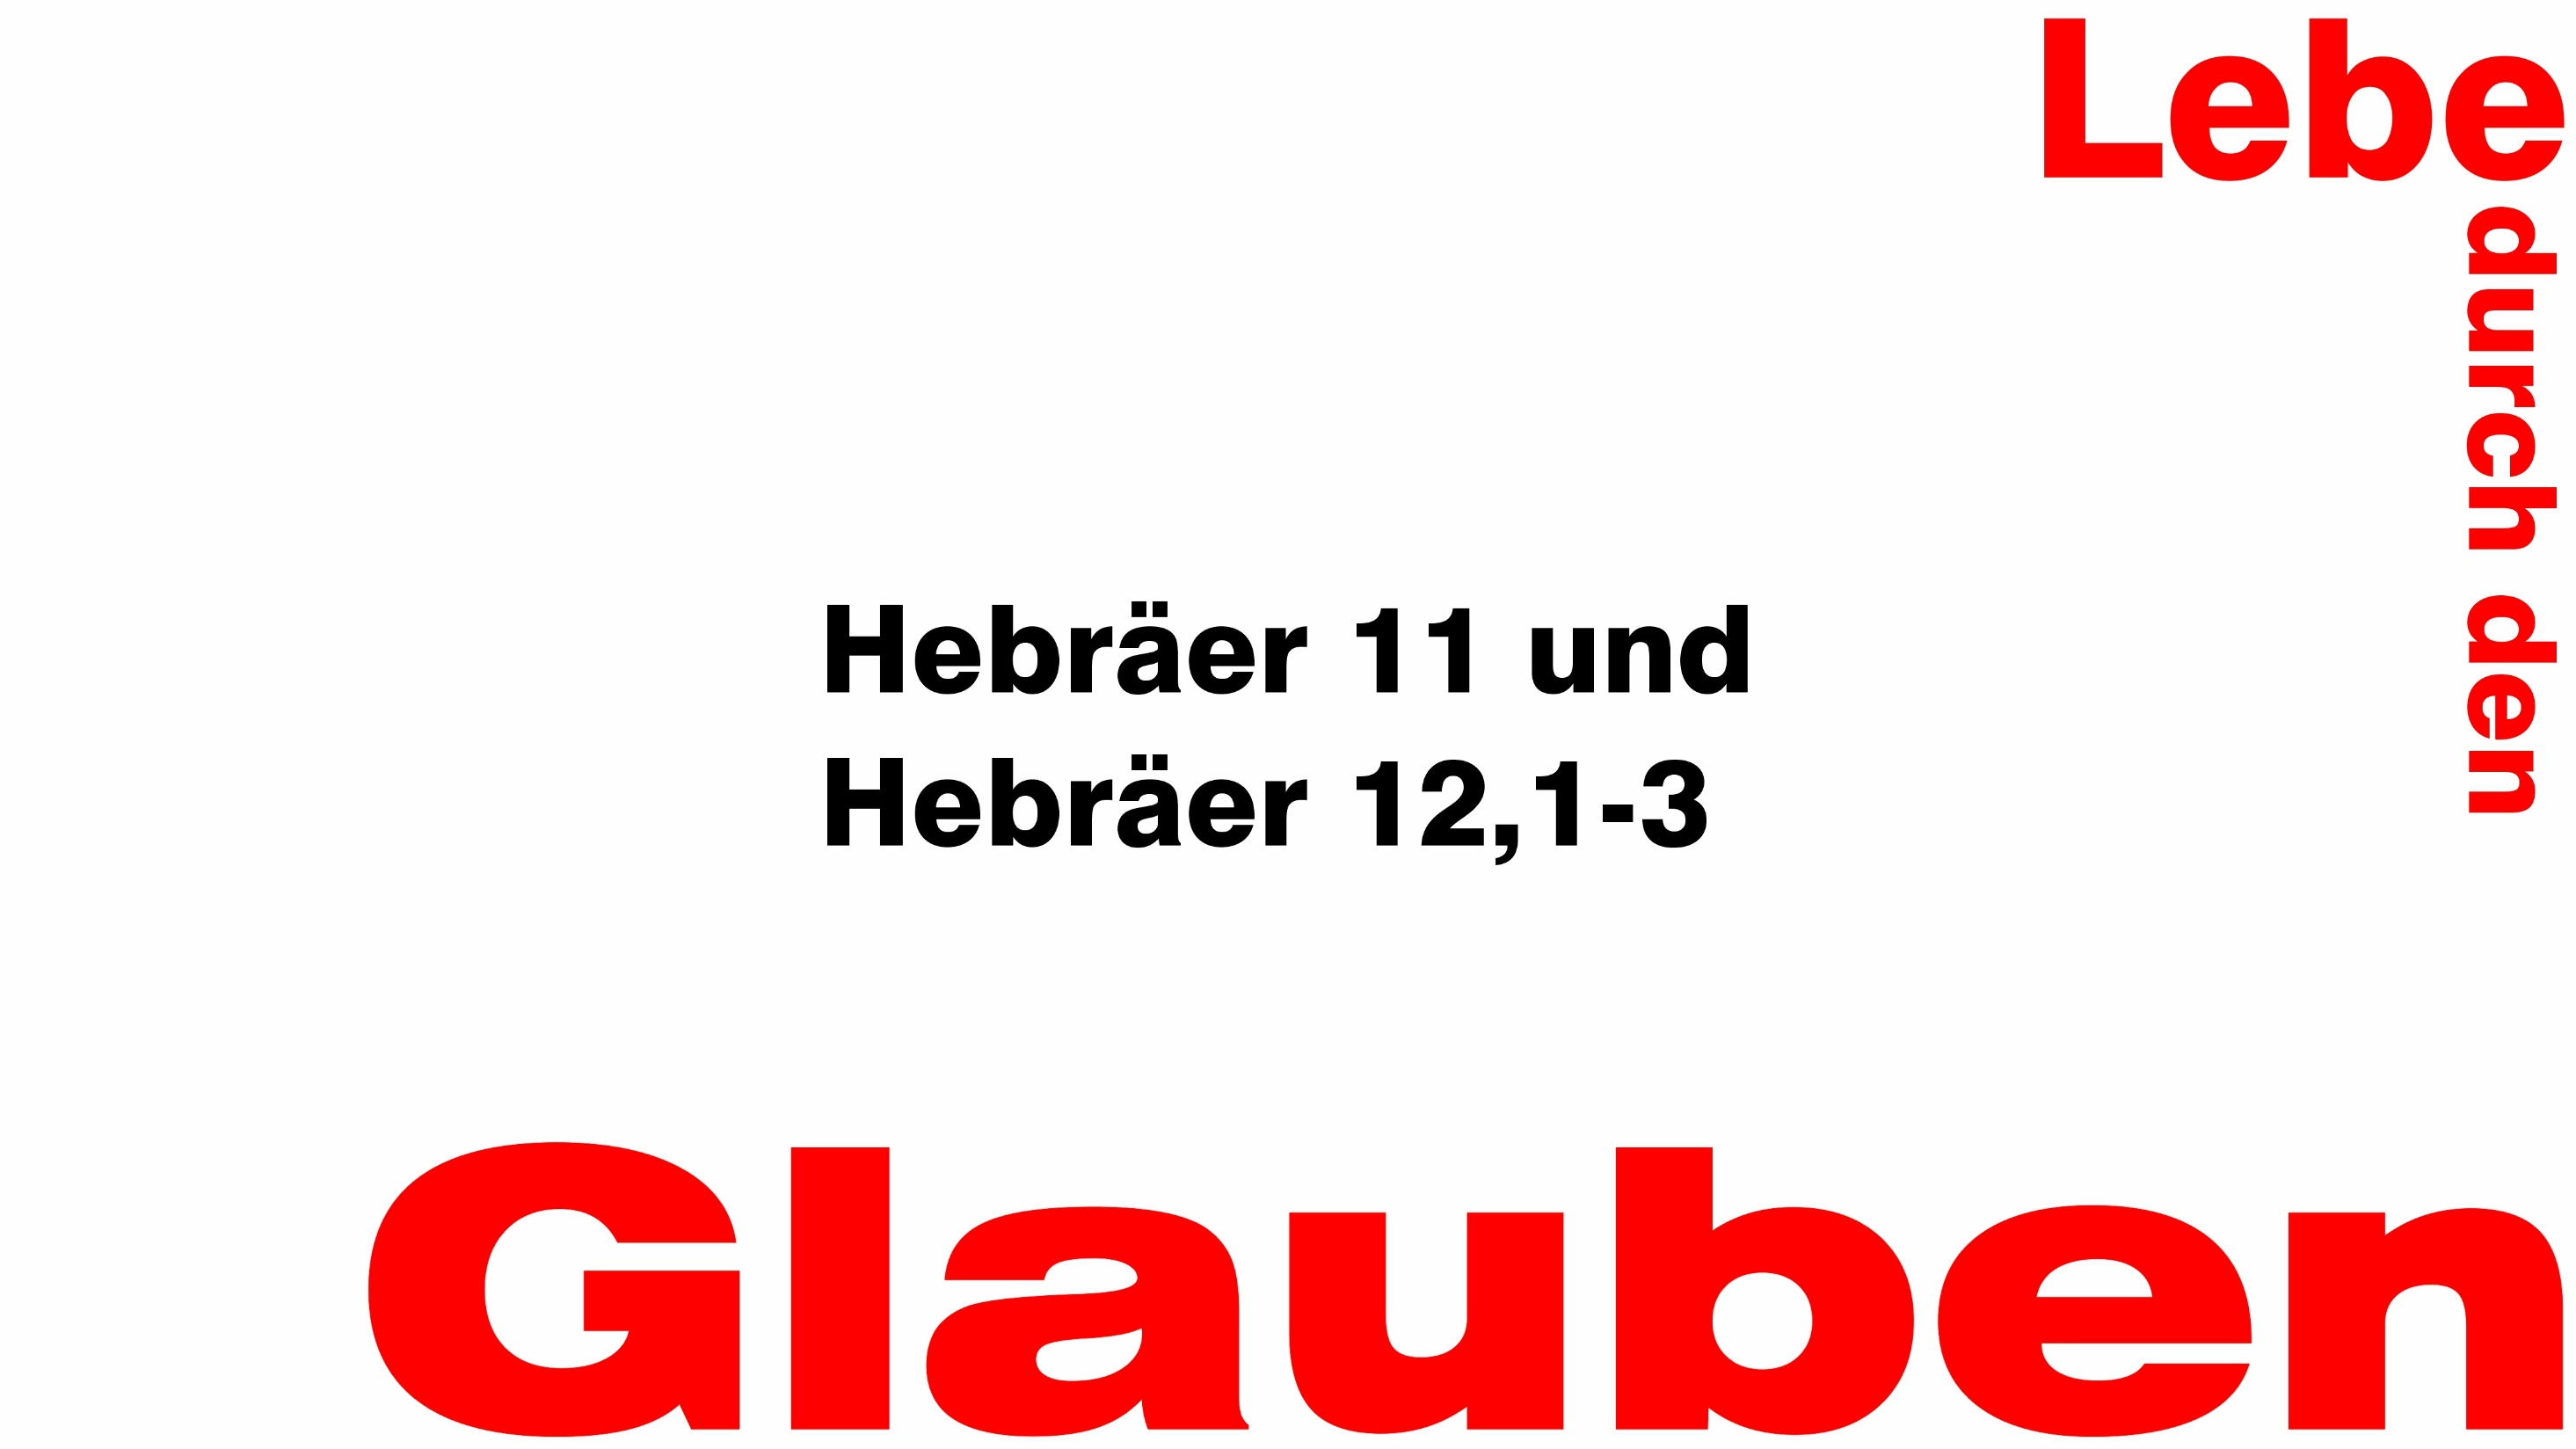 Lebe
durch den
Hebräer 11 und
Hebräer 12,1-3
Glauben